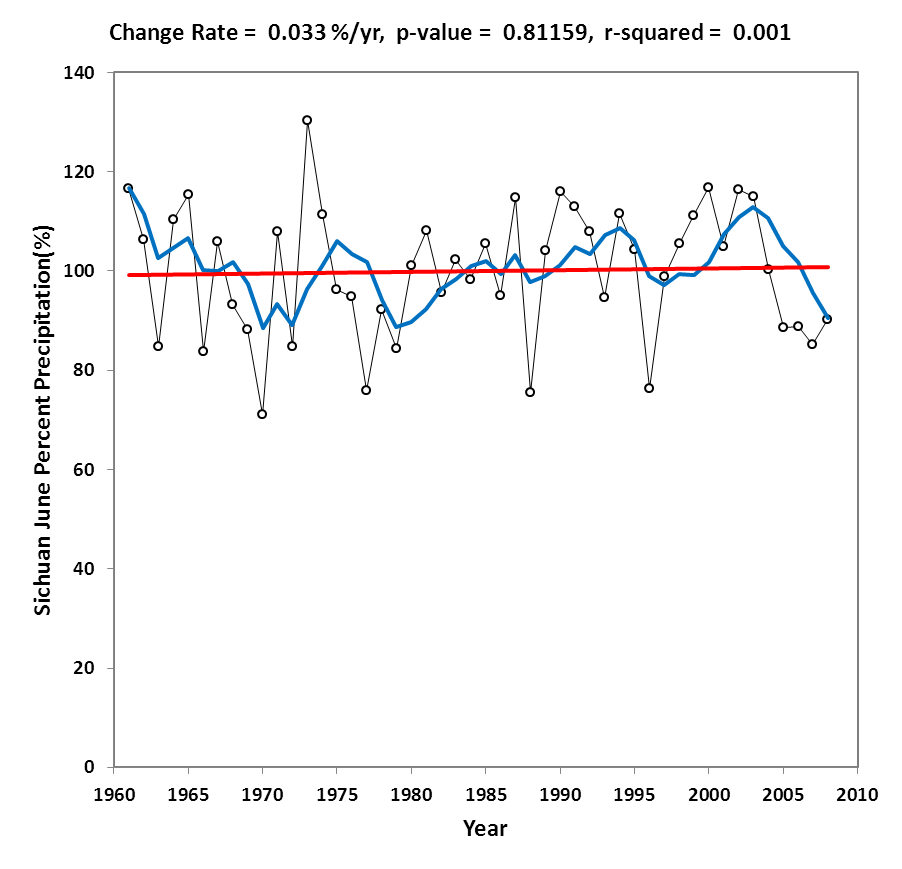 Change Rate = 0.033 %/yr, p-value = 0.81159, r-squared = 0.001
140
120
100
80
60
40
20
0
Sichuan June Percent Precipitation(%)
1960 1965 1970 1975 1980 1985 1990 1995 2000 2005 2010
Year